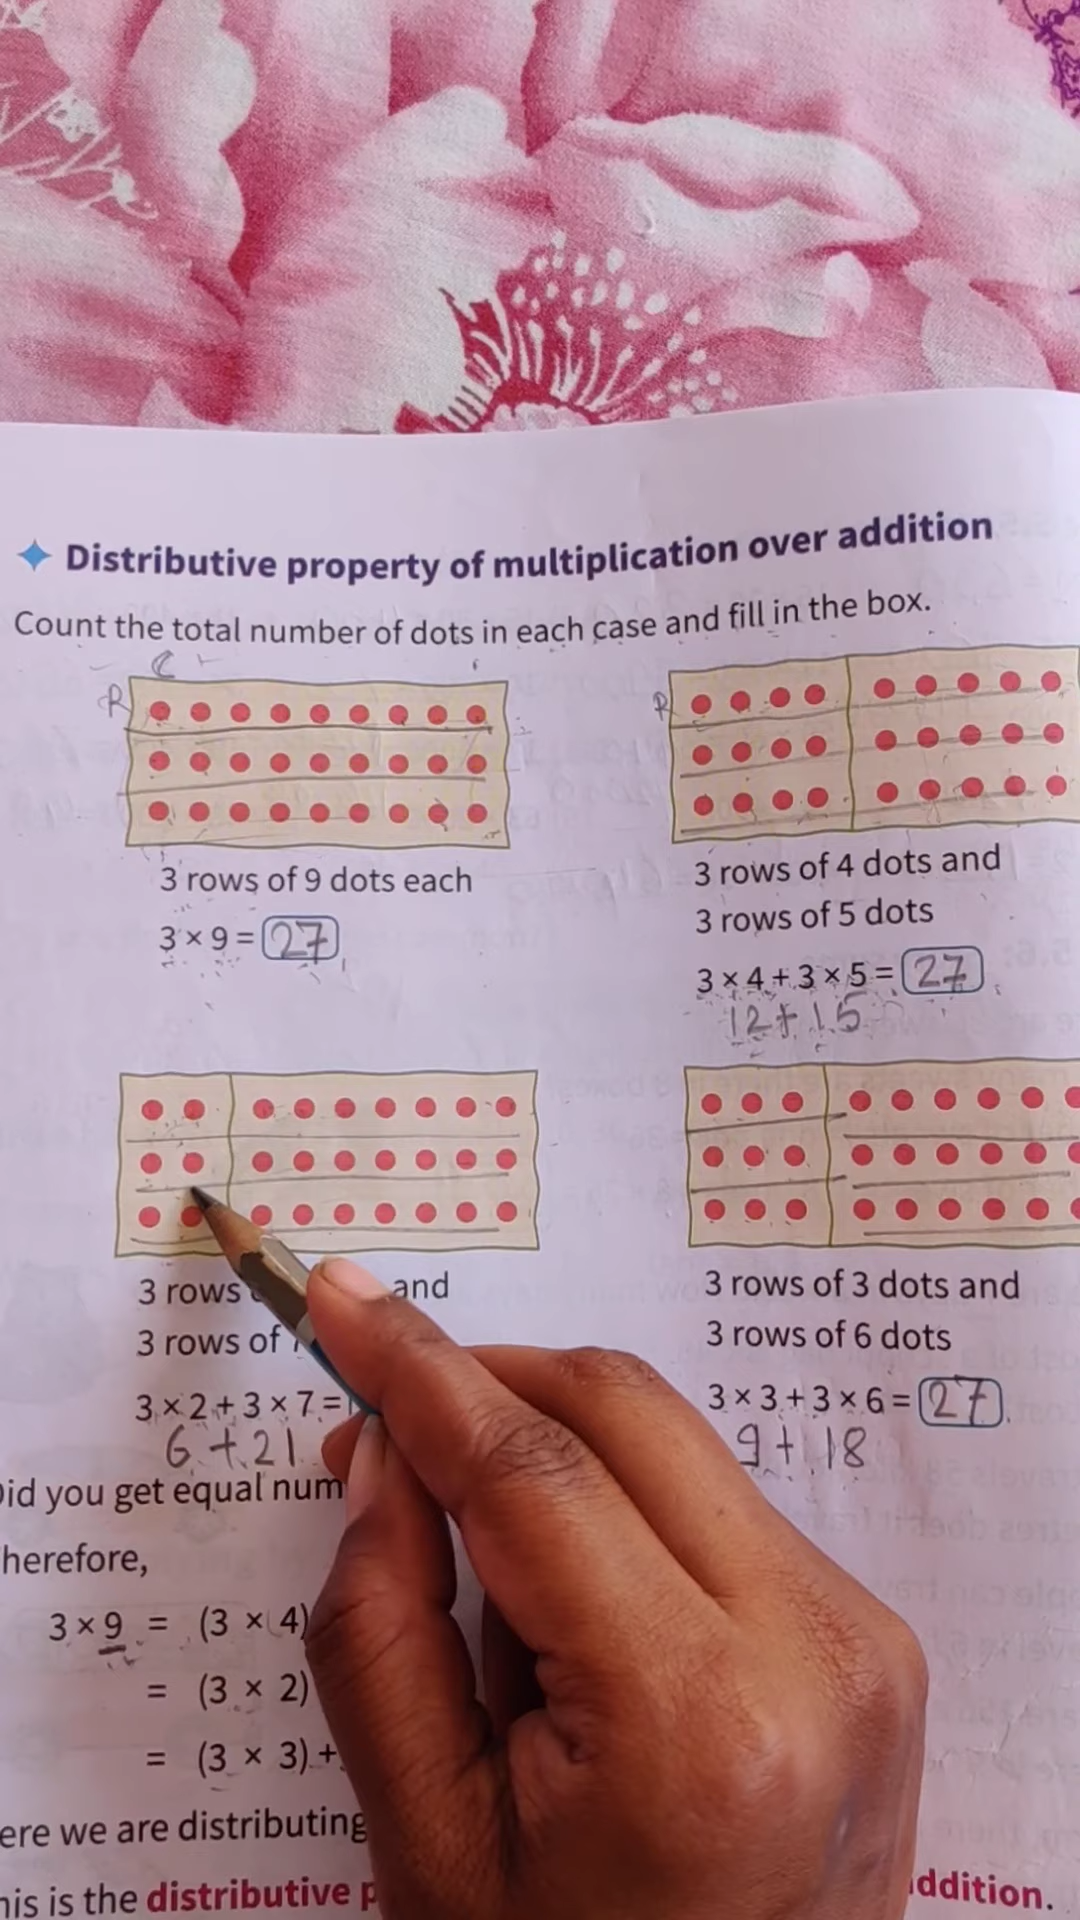 Distributive property of multiplication over addition
Count the total number of dots in each case and fill in the box.
C
R
R
3 rows of 9 dots each
3 × 9 = 27
3 rows of 4 dots and
3 rows of 5 dots
3 × 4 + 3 × 5 = 27
12 + 15
3 rows and
3 rows of
3 × 2 + 3 × 7 =
6 + 21
3 rows of 3 dots and
3 rows of 6 dots
3 × 3 + 3 × 6 = 27
9 + 18
id you get equal num
herefore,
3 × 9 = (3 × 4)
= (3 × 2)
= (3 × 3) +
ere we are distributing
his is the distributive p ddition.